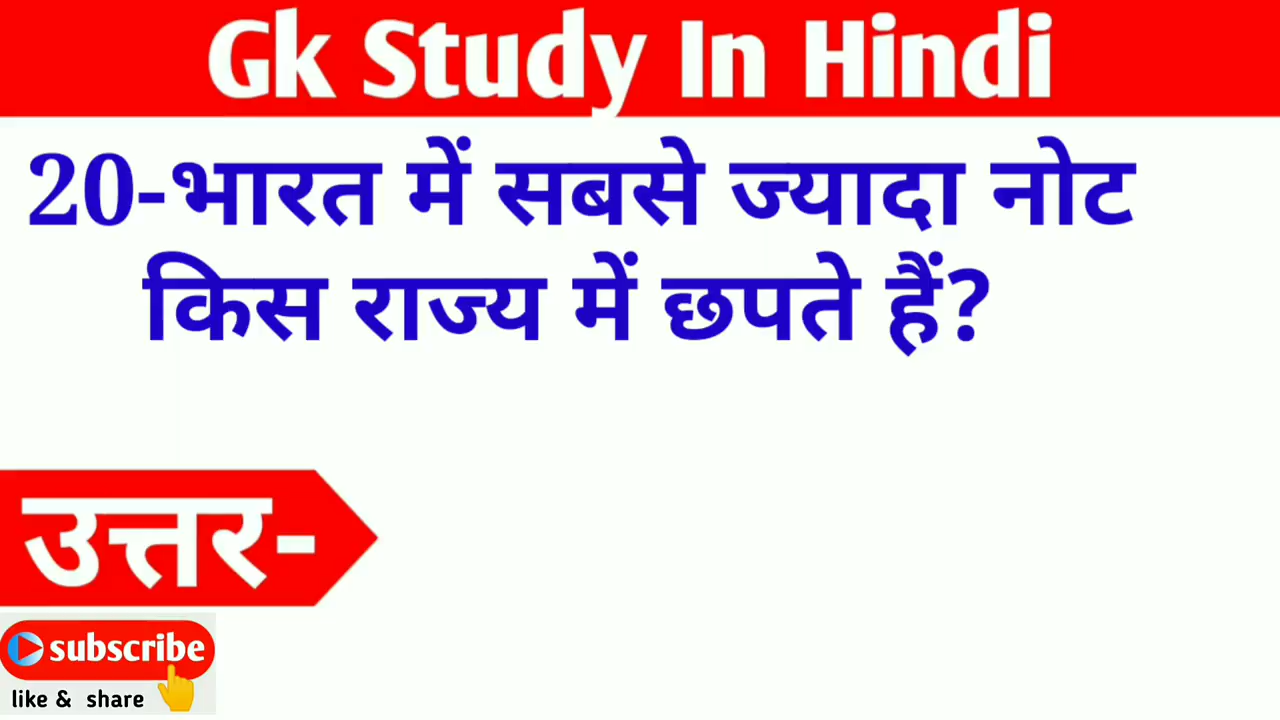 Gk Study In Hindi
20-भारत में सबसे ज्यादा नोट
किस राज्य में छपते हैं?
उत्तर-
subscribe
like & share